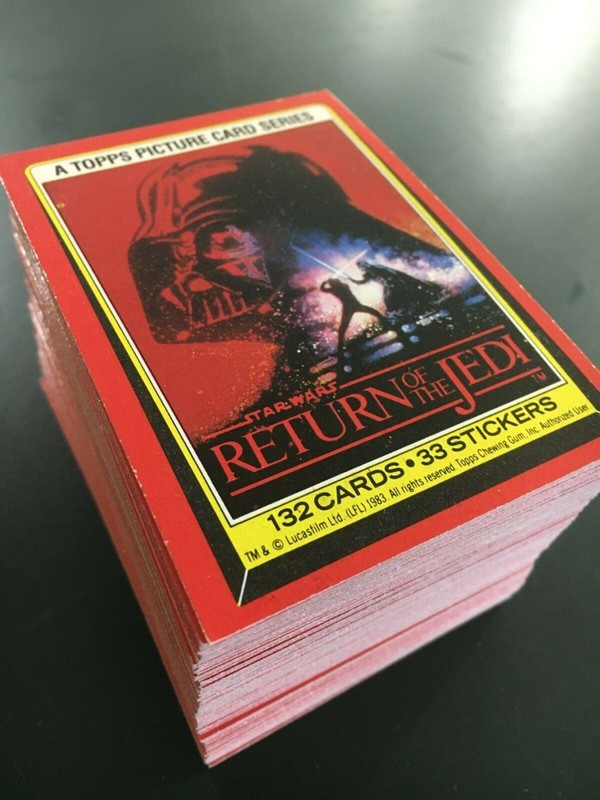 A TOPPS PICTURE CARD SERIES
STAR·WARS
RETURN OF THE JEDI
TM
132 CARDS • 33 STICKERS
TM & © Lucasfilm Ltd. (LFL) 1983. All rights reserved. Topps Chewing Gum, Inc. Authorized User